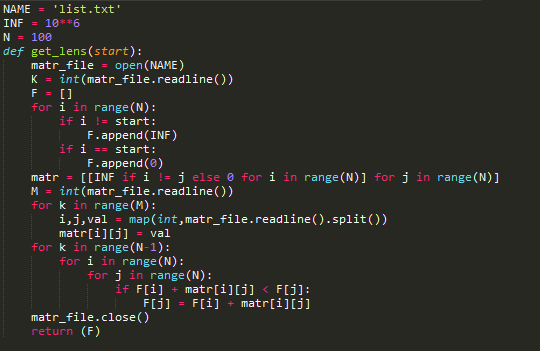 NAME = 'list.txt'
INF = 10**6
N = 100
def get_lens(start):
    matr_file = open(NAME)
    K = int(matr_file.readline())
    F = []
    for i in range(N):
        if i != start:
            F.append(INF)
        if i == start:
            F.append(0)
    matr = [[INF if i != j else 0 for i in range(N)] for j in range(N)]
    M = int(matr_file.readline())
    for k in range(M):
        i,j,val = map(int,matr_file.readline().split())
        matr[i][j] = val
    for k in range(N-1):
        for i in range(N):
            for j in range(N):
                if F[i] + matr[i][j] < F[j]:
                    F[j] = F[i] + matr[i][j]
    matr_file.close()
    return (F)